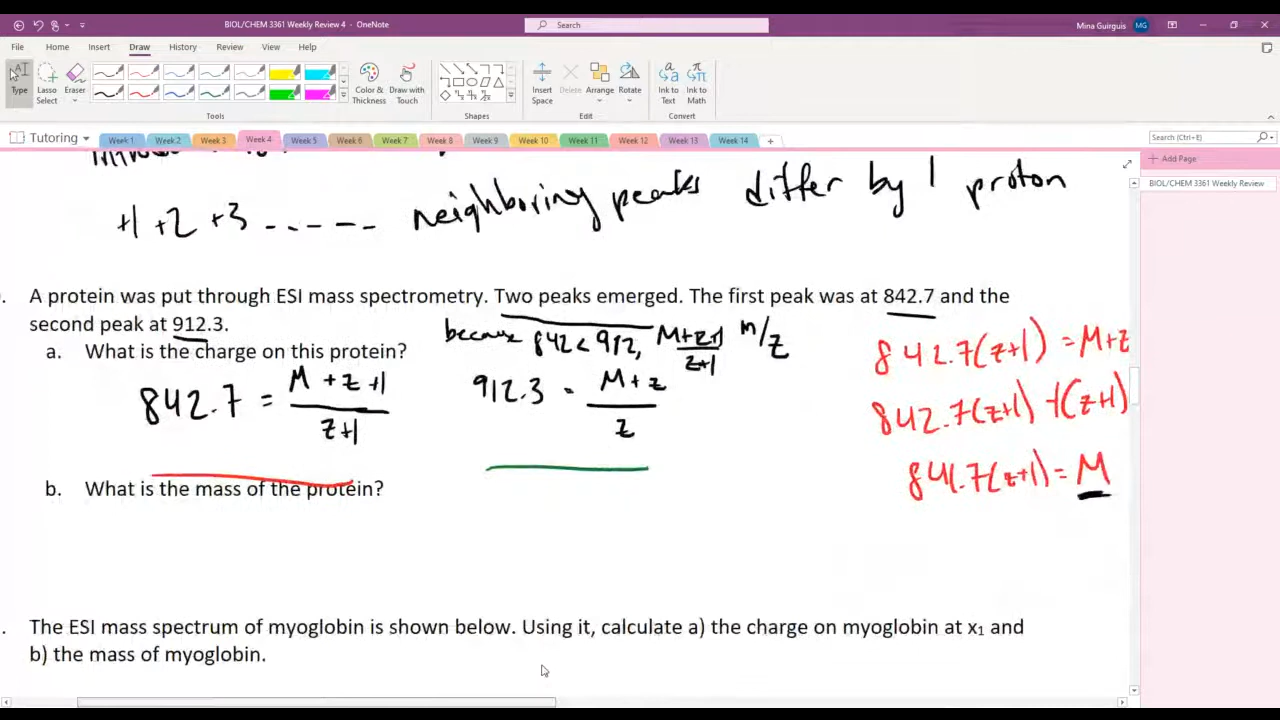 BIOL/CHEM 3361 Weekly Review 4 - OneNote
Search
Mina Guirguis MG
File Home Insert Draw History Review View Help
Type Lasso Select Eraser Color & Thickness Draw with Touch Insert Space Delete Arrange Rotate Ink to Text Ink to Math
Tools Shapes Edit Convert
Tutoring Week 1 Week 2 Week 3 Week 4 Week 5 Week 6 Week 7 Week 8 Week 9 Week 10 Week 11 Week 12 Week 13 Week 14 +
Search (Ctrl+E)
Add Page
BIOL/CHEM 3361 Weekly Review
+1 +2 +3 ----- neighboring peaks differ by 1 proton
A protein was put through ESI mass spectrometry. Two peaks emerged. The first peak was at 842.7 and the
second peak at 912.3.
because 842 < 912, M+z+1/z+1 m/z
a. What is the charge on this protein?
842.7 = M+z+1/z+1
912.3 = M+z/z
842.7(z+1) = M+z
842.7(z+1) -1(z+1)
841.7(z+1) = M
b. What is the mass of the protein?
. The ESI mass spectrum of myoglobin is shown below. Using it, calculate a) the charge on myoglobin at x₁ and
b) the mass of myoglobin.